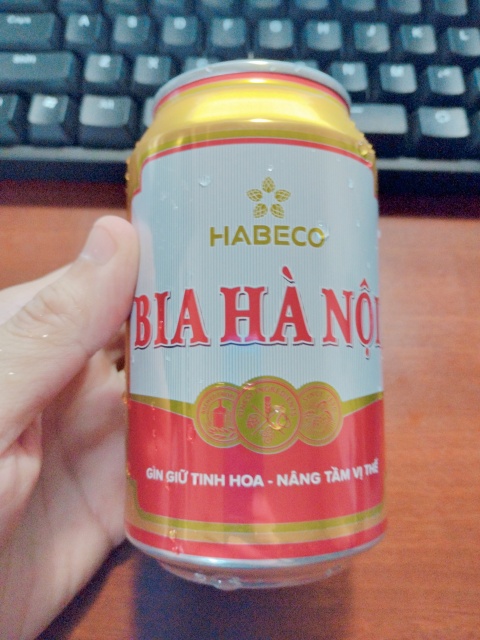 HABECO
BIA HÀ NỘI
GÌN GIỮ TINH HOA - NÂNG TẦM VỊ THẾ